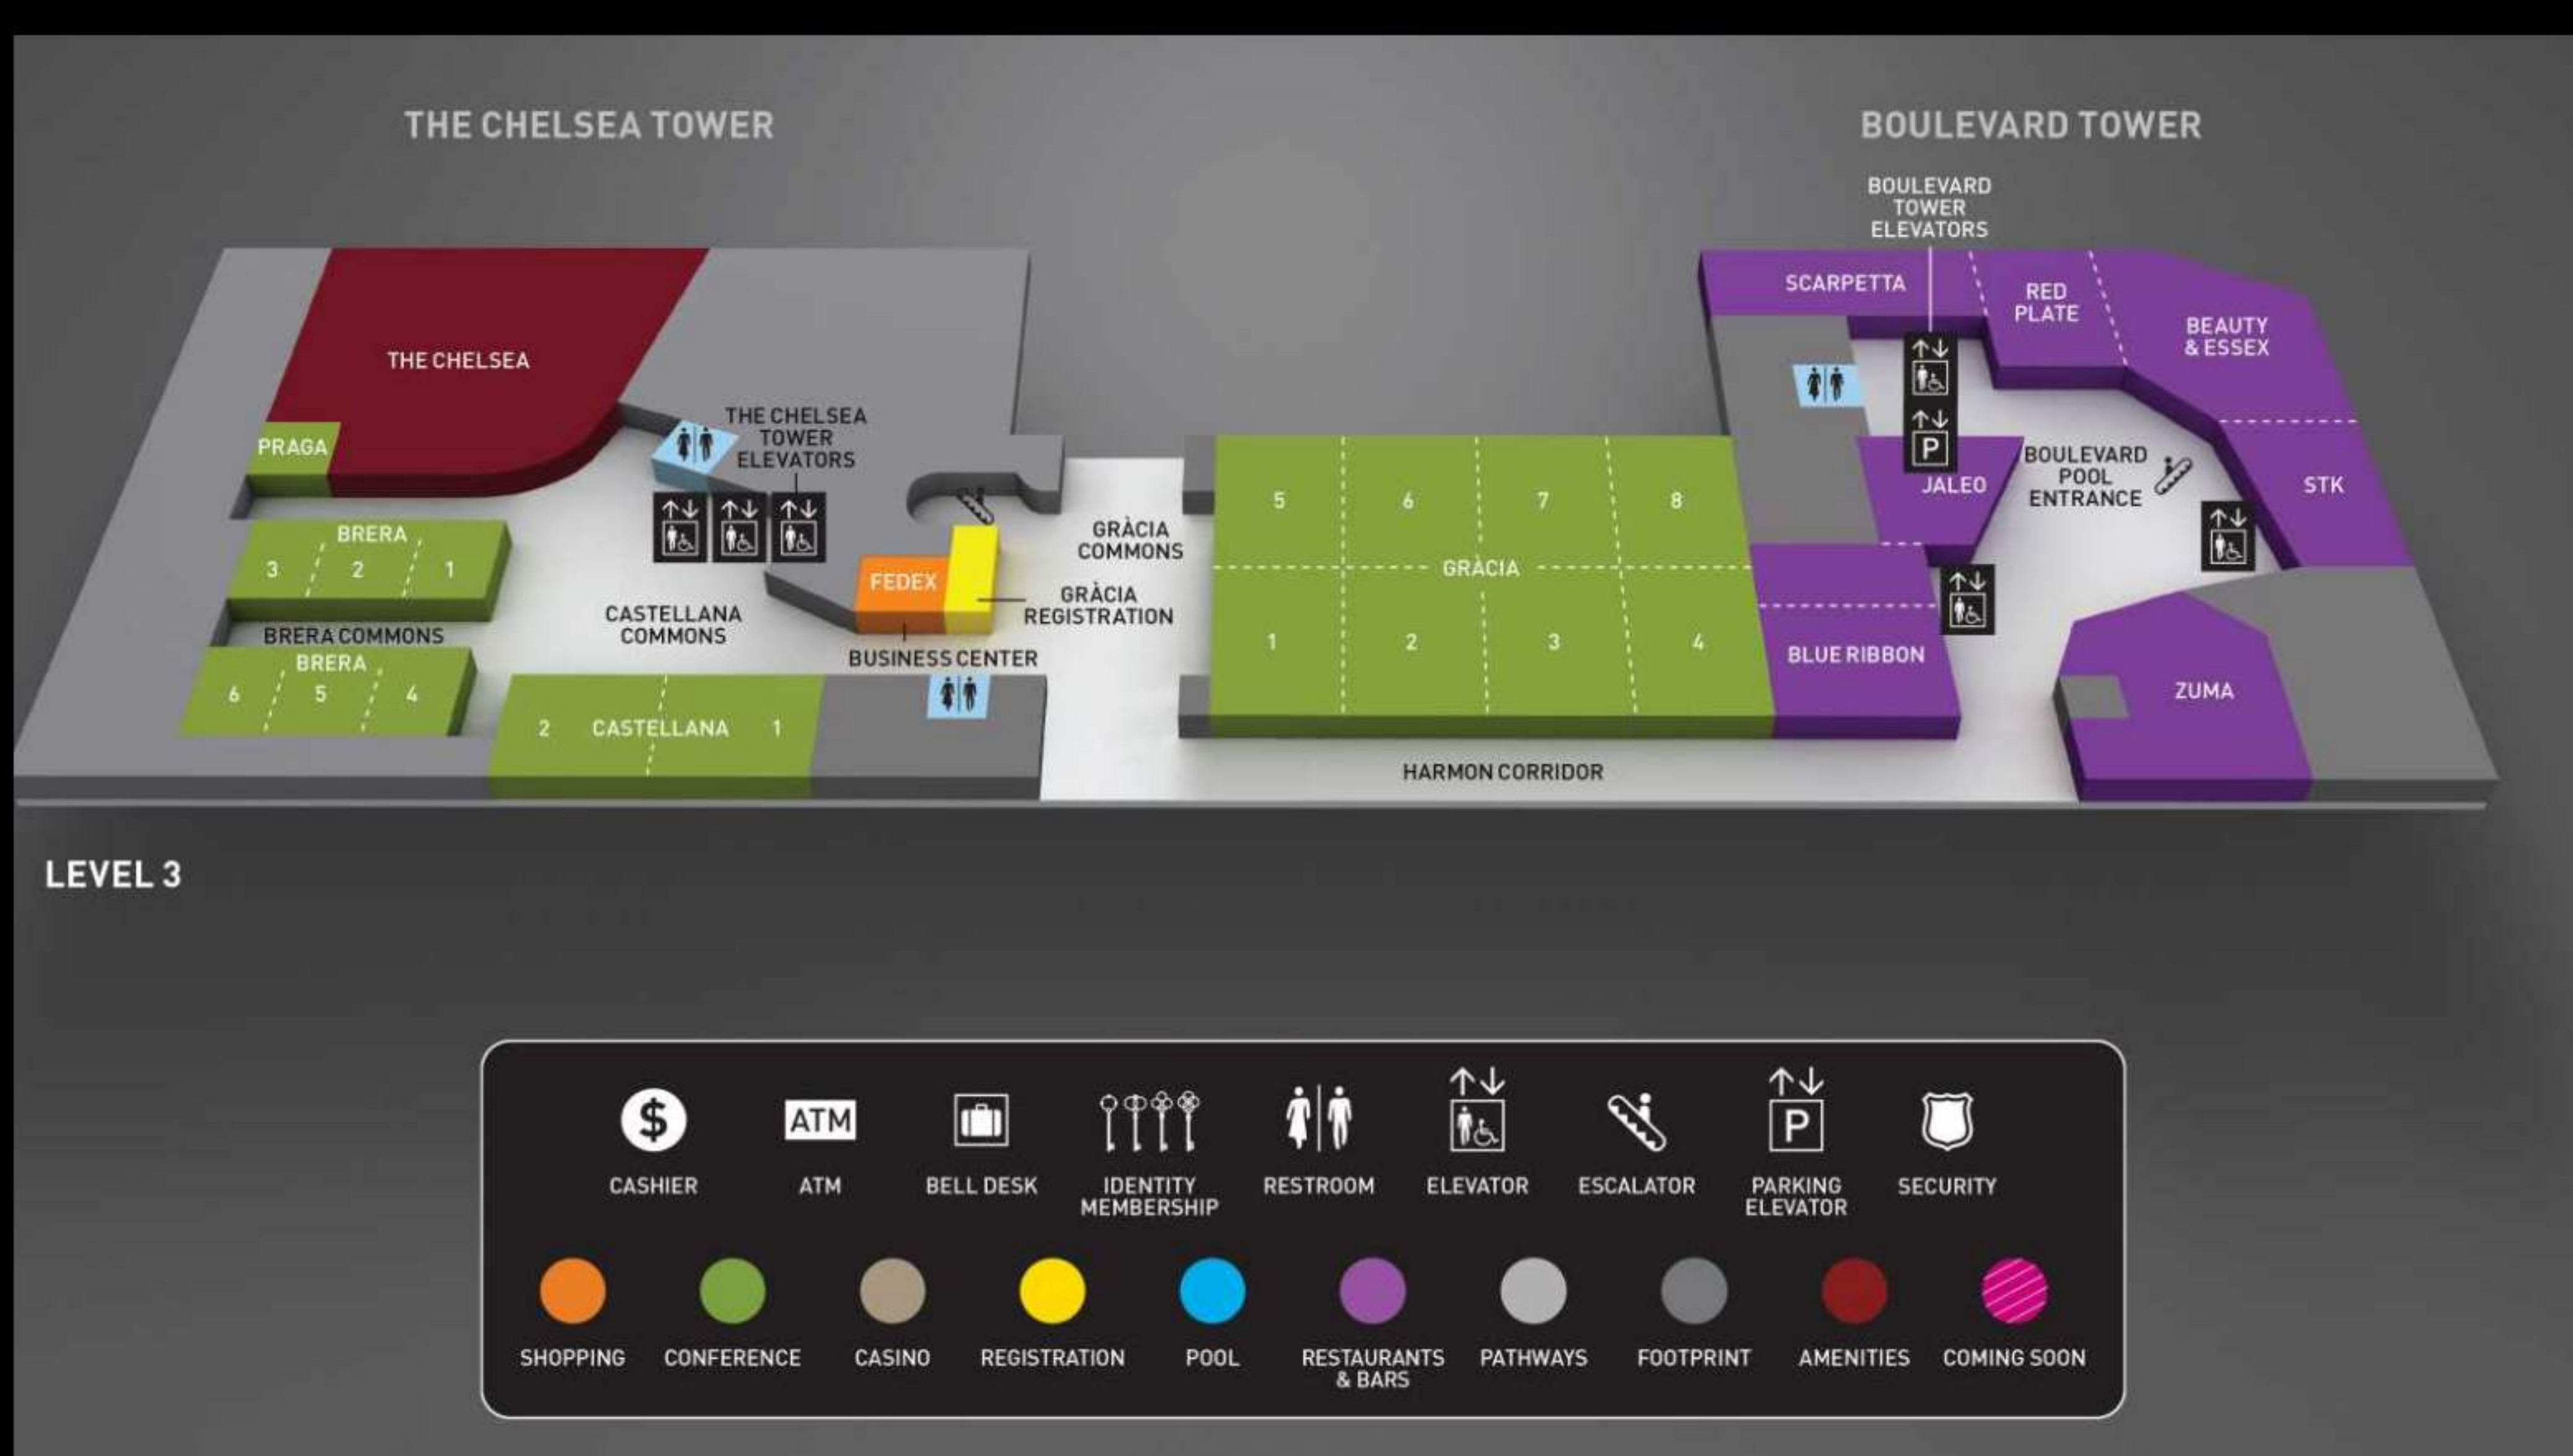 THE CHELSEA TOWER
BOULEVARD TOWER
BOULEVARD
TOWER
ELEVATORS
SCARPETTA
RED
PLATE
BEAUTY
& ESSEX
THE CHELSEA
PRAGA
THE CHELSEA
TOWER
ELEVATORS
P
JALEO
BOULEVARD
POOL
ENTRANCE
STK
BRERA
3 2 1
BRERA COMMONS
BRERA
6 5 4
CASTELLANA
COMMONS
FEDEX
BUSINESS CENTER
GRÀCIA
COMMONS
GRÀCIA
REGISTRATION
2 CASTELLANA 1
5 6 7 8
GRÀCIA
1 2 3 4
BLUE RIBBON
ZUMA
HARMON CORRIDOR
LEVEL 3
$
ATM
P
CASHIER
ATM
BELL DESK
IDENTITY
MEMBERSHIP
RESTROOM
ELEVATOR
ESCALATOR
PARKING
ELEVATOR
SECURITY
SHOPPING
CONFERENCE
CASINO
REGISTRATION
POOL
RESTAURANTS
& BARS
PATHWAYS
FOOTPRINT
AMENITIES
COMING SOON